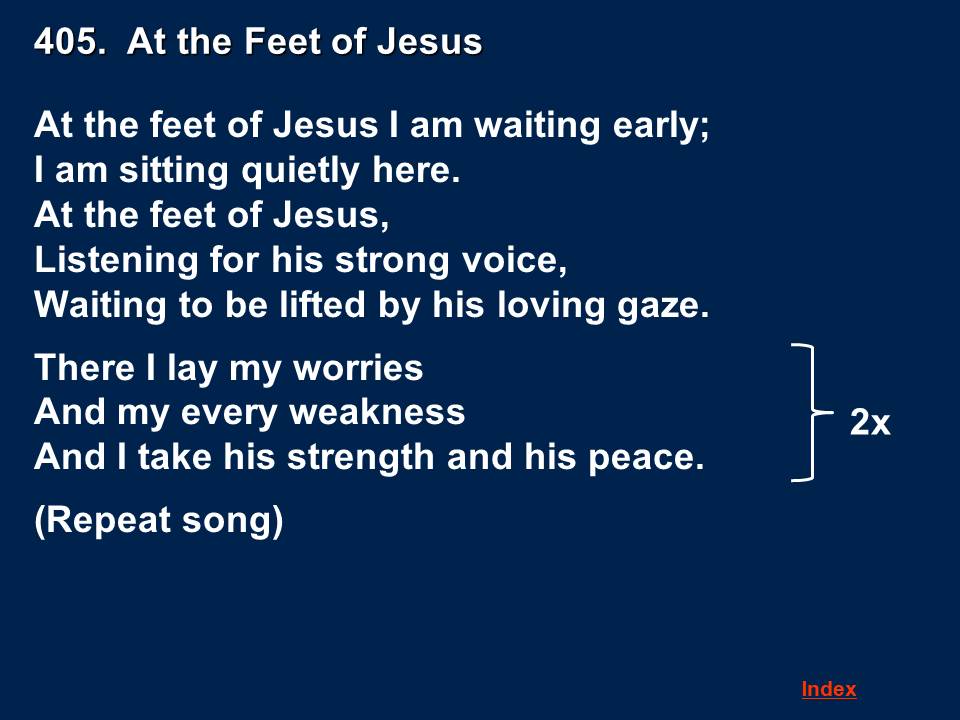 405. At the Feet of Jesus
At the feet of Jesus I am waiting early;
I am sitting quietly here.
At the feet of Jesus,
Listening for his strong voice,
Waiting to be lifted by his loving gaze.
There I lay my worries
And my every weakness
And I take his strength and his peace.
2x
(Repeat song)
Index